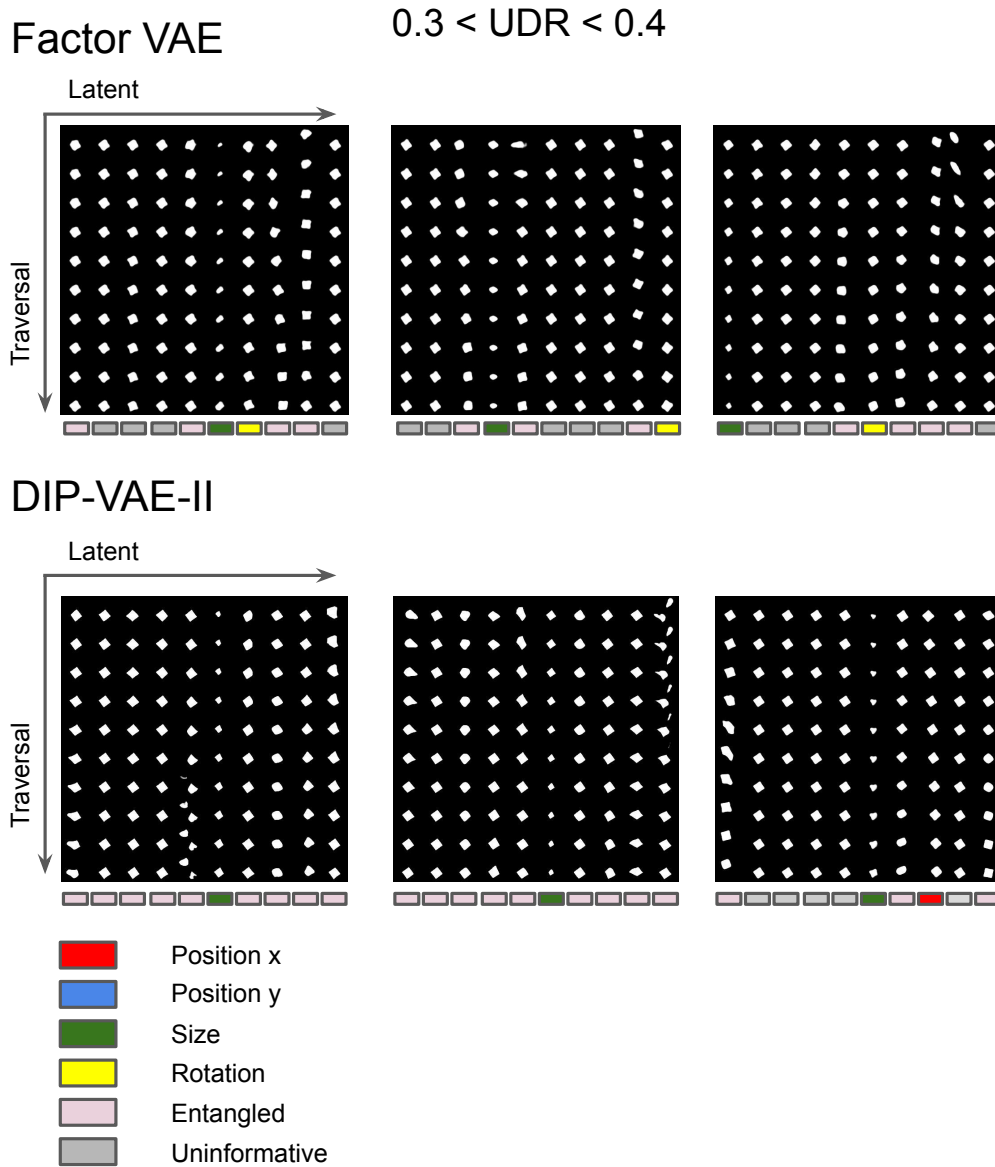 Factor VAE
0.3 < UDR < 0.4
Latent
Traversal
DIP-VAE-II
Latent
Traversal
Position x
Position y
Size
Rotation
Entangled
Uninformative